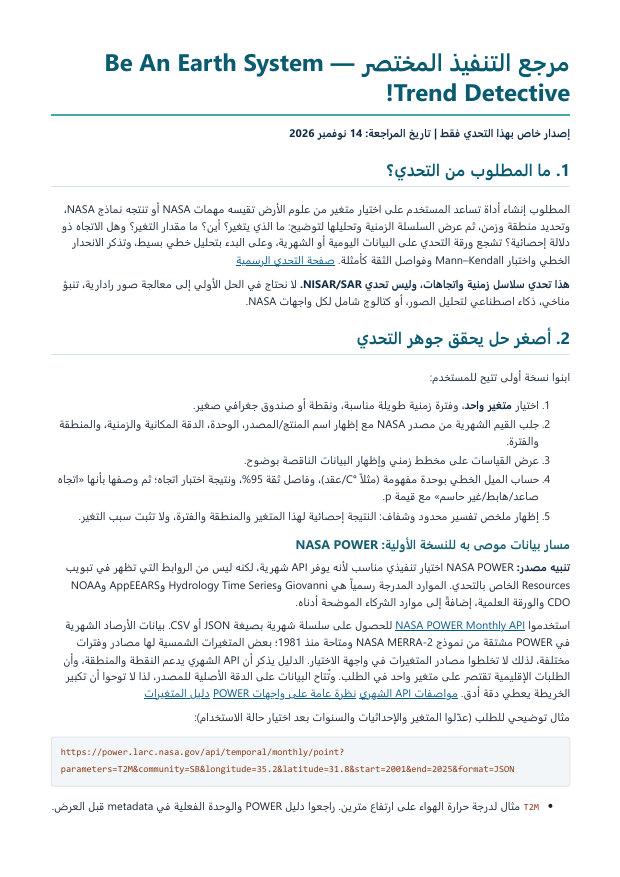 مرجع التنفيذ المختصر — Be An Earth System
Trend Detective!
إصدار خاص بهذا التحدي فقط | تاريخ المراجعة: 14 نوفمبر 2026
1. ما المطلوب من التحدي؟
المطلوب إنشاء أداة تساعد المستخدم على اختيار متغير من علوم الأرض تقيسه مهمات NASA أو تنتجه نماذج NASA،
وتحديد منطقة وزمن، ثم عرض السلسلة الزمنية وتحليلها لتوضيح: ما الذي يتغير؟ أين؟ ما مقدار التغير؟ وهل الاتجاه ذو
دلالة إحصائية؟ تشجع ورقة التحدي على البيانات اليومية أو الشهرية، وعلى البدء بتحليل خطي بسيط، وتذكر الانحدار
الخطي واختبار Mann–Kendall وفواصل الثقة كأمثلة. صفحة التحدي الرسمية
هذا تحدي سلاسل زمنية واتجاهات، وليس تحدي NISAR/SAR. لا نحتاج في الحل الأولي إلى معالجة صور رادارية، تنبؤ
مناخي، ذكاء اصطناعي لتحليل الصور، أو كتالوج شامل لكل واجهات NASA.
2. أصغر حل يحقق جوهر التحدي
ابنوا نسخة أولى تتيح للمستخدم:
1. اختيار متغير واحد، وفترة زمنية طويلة مناسبة، ونقطة أو صندوق جغرافي صغير.
2. جلب القيم الشهرية من مصدر NASA مع إظهار اسم المنتج/المصدر، الوحدة، الدقة المكانية والزمنية، والمنطقة
والفترة.
3. عرض القياسات على مخطط زمني وإظهار البيانات الناقصة بوضوح.
4. حساب الميل الخطي بوحدة مفهومة (مثلاً °C/عقد)، وفاصل ثقة 95%، ونتيجة اختبار اتجاه؛ ثم وصفها بأنها «اتجاه
صاعد/هابط/غير حاسم» مع قيمة p.
5. إظهار ملخص تفسير محدود وشفاف: النتيجة إحصائية لهذا المتغير والمنطقة والفترة، ولا تثبت سبب التغير.
مسار بيانات موصى به للنسخة الأولية: NASA POWER
تنبيه مصدر: NASA POWER اختيار تنفيذي مناسب لأنه يوفر API شهرية، لكنه ليس من الروابط التي تظهر في تبويب
Resources الخاص بالتحدي. الموارد المدرجة رسمياً هي Giovanni وHydrology Time Series وAppEEARS وNOAA
CDO والورقة العلمية، إضافةً إلى موارد الشركاء الموضحة أدناه.
استخدموا NASA POWER Monthly API للحصول على سلسلة شهرية بصيغة JSON أو CSV. بيانات الأرصاد الشهرية
في POWER مشتقة من نموذج NASA MERRA-2 ومتاحة منذ 1981؛ بعض المتغيرات الشمسية لها مصادر وفترات
مختلفة، لذلك لا تخلطوا مصادر المتغيرات في واجهة الاختيار. الدليل يذكر أن API الشهري يدعم النقطة والمنطقة، وأن
الطلبات الإقليمية تقتصر على متغير واحد في الطلب. وتُتاح البيانات على الدقة الأصلية للمصدر، لذا لا توحوا أن تكبير
الخريطة يعطي دقة أدق. مواصفات API الشهري نظرة عامة على واجهات POWER دليل المتغيرات
مثال توضيحي للطلب (عدّلوا المتغير والإحداثيات والسنوات بعد اختيار حالة الاستخدام):
https://power.larc.nasa.gov/api/temporal/monthly/point?
parameters=T2M&community=SB&longitude=35.2&latitude=31.8&start=2001&end=2025&format=JSON
• T2M مثال لدرجة حرارة الهواء على ارتفاع مترين. راجعوا دليل POWER والوحدة الفعلية في metadata قبل العرض.